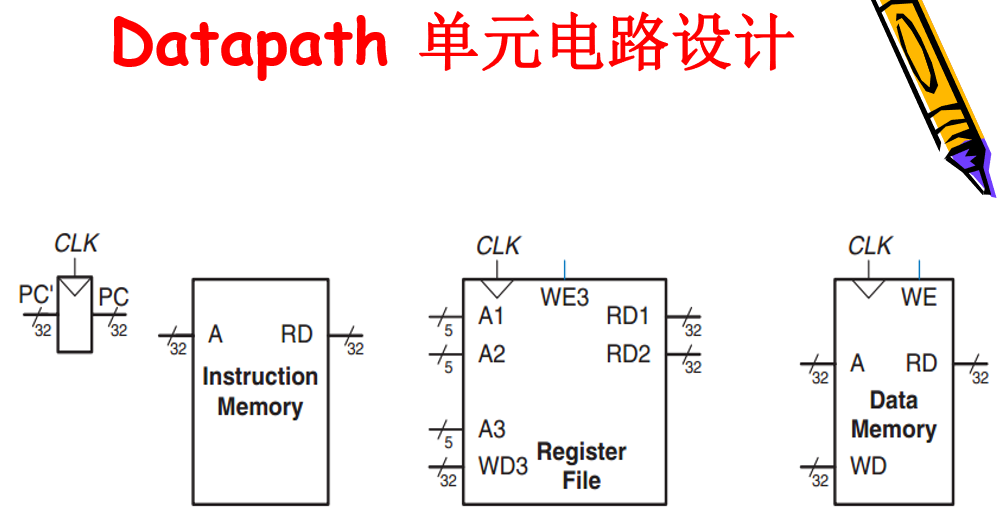 Datapath 单元电路设计
CLK
PC'
PC
32
32
A
RD
32
32
Instruction
Memory
CLK
WE3
A1
RD1
5
32
A2
RD2
5
32
A3
5
WD3
32
Register
File
CLK
WE
A
RD
32
32
Data
Memory
WD
32